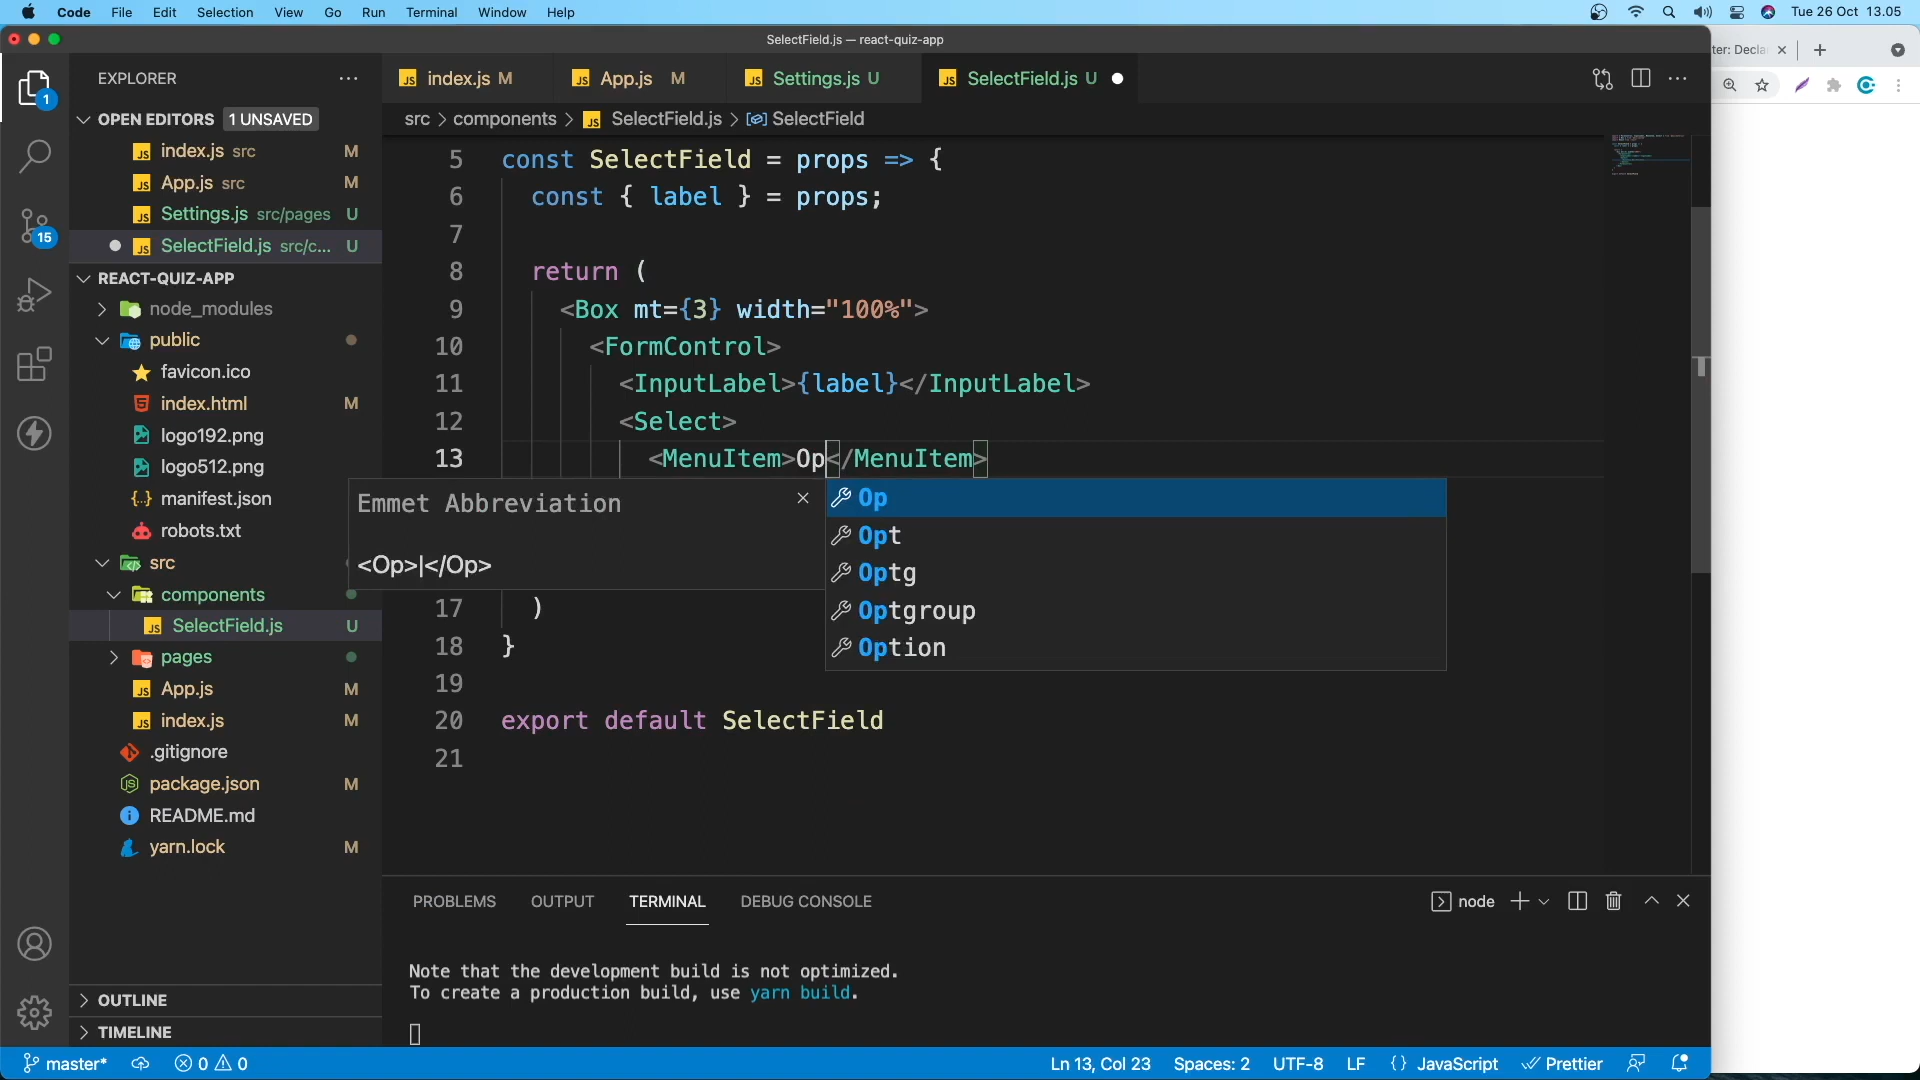 Code File Edit Selection View Go Run Terminal Window Help Tue 26 Oct 13.05
SelectField.js — react-quiz-app
ter: Decla
EXPLORER
OPEN EDITORS 1 UNSAVED
index.js src M
App.js src M
Settings.js src/pages U
SelectField.js src/c... U
REACT-QUIZ-APP
node_modules
public
favicon.ico
index.html M
logo192.png
logo512.png
manifest.json
robots.txt
src
components
SelectField.js U
pages
App.js M
index.js M
.gitignore
package.json M
README.md
yarn.lock M
OUTLINE
TIMELINE
1
15
index.js M App.js M Settings.js U SelectField.js U
src > components > SelectField.js > SelectField
5 const SelectField = props => {
6 const { label } = props;
7
8 return (
9 <Box mt={3} width="100%">
10 <FormControl>
11 <InputLabel>{label}</InputLabel>
12 <Select>
13 <MenuItem>Op</MenuItem>
Emmet Abbreviation
<Op>|</Op>
Op
Opt
Optg
Optgroup
Option
17 )
18 }
19
20 export default SelectField
21
PROBLEMS OUTPUT TERMINAL DEBUG CONSOLE node
Note that the development build is not optimized.
To create a production build, use yarn build.
master* 0 0 Ln 13, Col 23 Spaces: 2 UTF-8 LF {} JavaScript Prettier